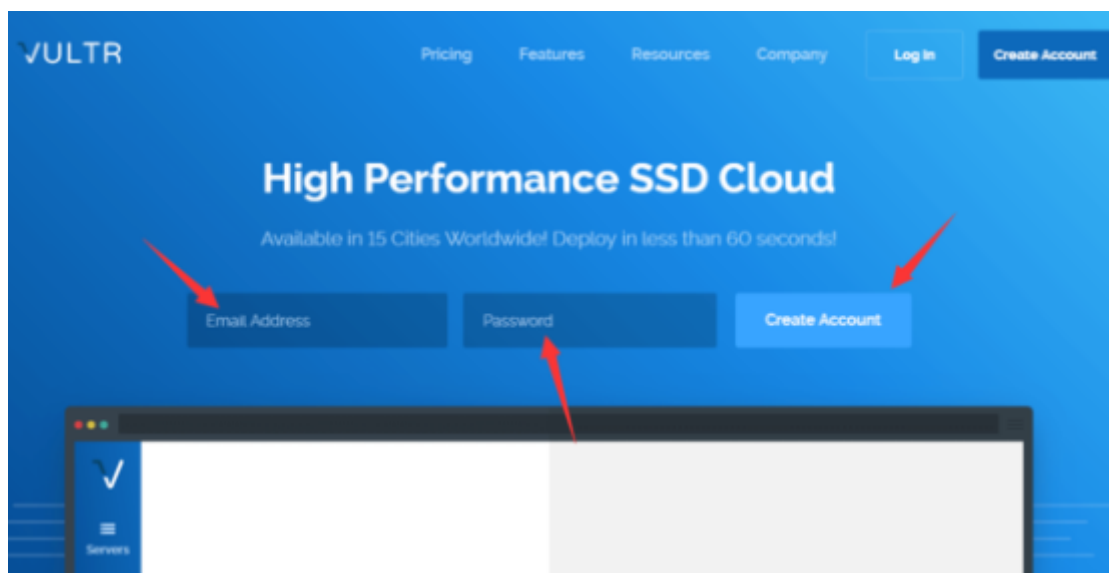 VULTR
Pricing Features Resources Company Log In Create Account
High Performance SSD Cloud
Available in 15 Cities Worldwide! Deploy in less than 60 seconds!
Email Address Password Create Account
Servers